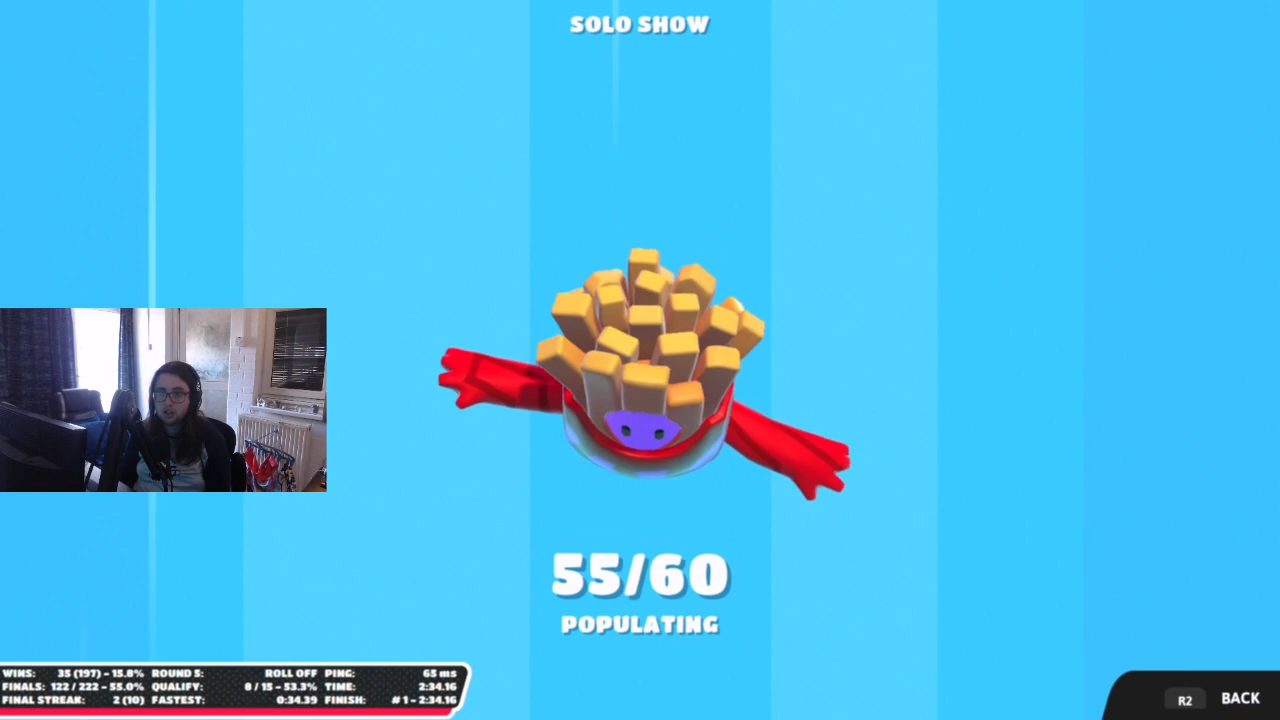 SOLO SHOW
55/60
POPULATING
WINS: 35 (197) - 15.8% ROUND 5: ROLL OFF PING: 65 ms
FINALS: 122 / 222 - 55.0% QUALIFY: 8 / 15 - 53.3% TIME: 2:34.16
FINAL STREAK: 2 (10) FASTEST: 0:34.39 FINISH: # 1 - 2:34.16
R2 BACK